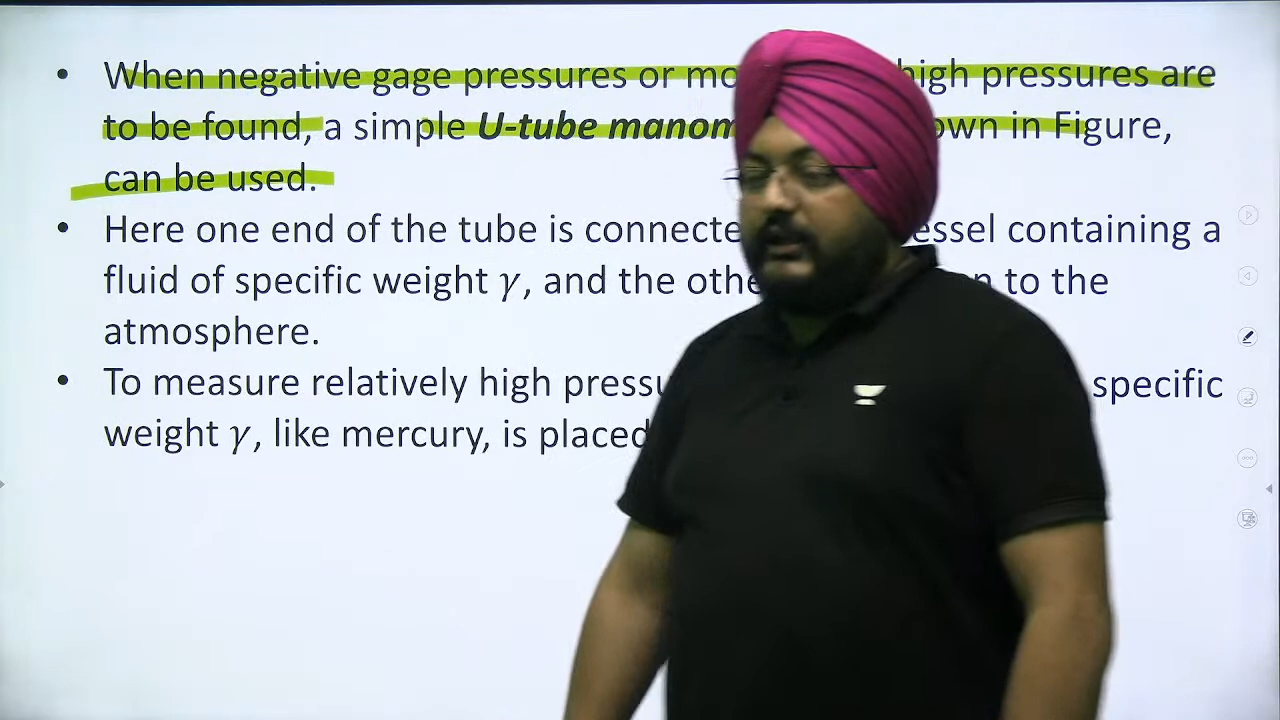 • When negative gage pressures or mo high pressures are
to be found, a simple U-tube manom own in Figure,
can be used.
• Here one end of the tube is connecte essel containing a
fluid of specific weight γ, and the othe n to the
atmosphere.
• To measure relatively high pressu specific
weight γ, like mercury, is placed